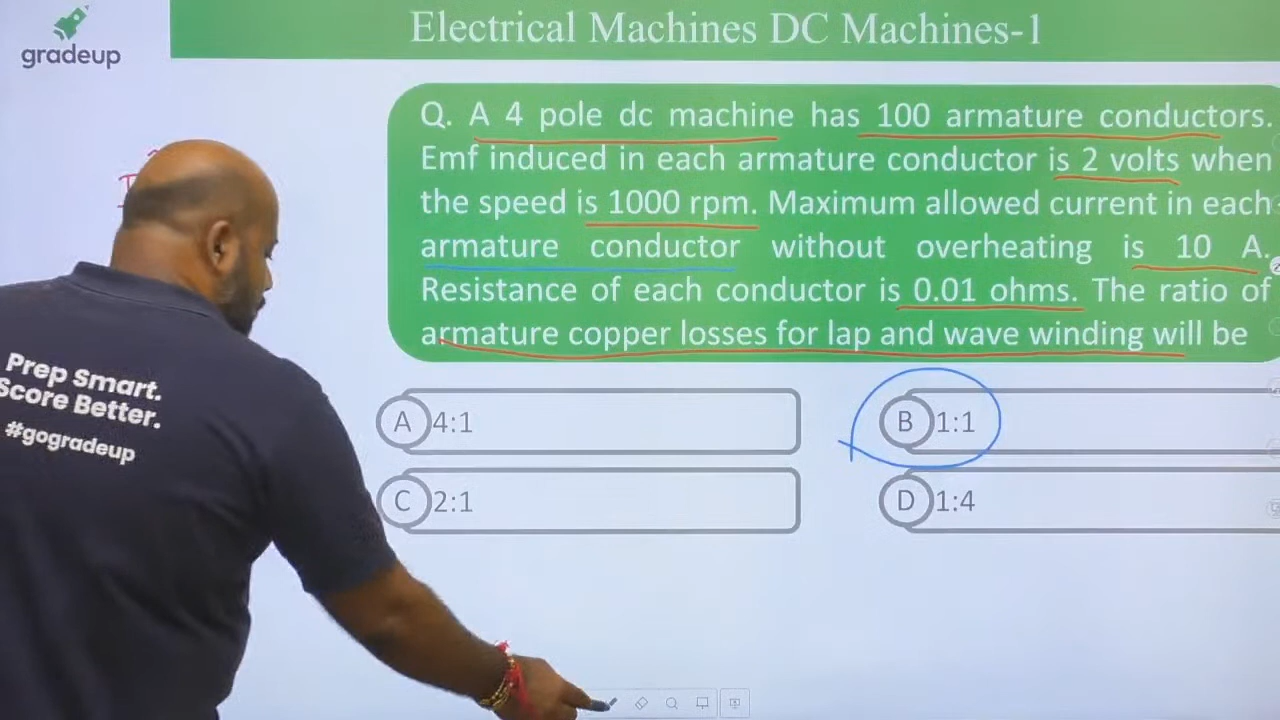 gradeup
Electrical Machines DC Machines-1
Q. A 4 pole dc machine has 100 armature conductors.
Emf induced in each armature conductor is 2 volts when
the speed is 1000 rpm. Maximum allowed current in each
armature conductor without overheating is 10 A.
Resistance of each conductor is 0.01 ohms. The ratio of
armature copper losses for lap and wave winding will be
A 4:1
B 1:1
C 2:1
D 1:4
Prep Smart.
Score Better.
#gogradeup